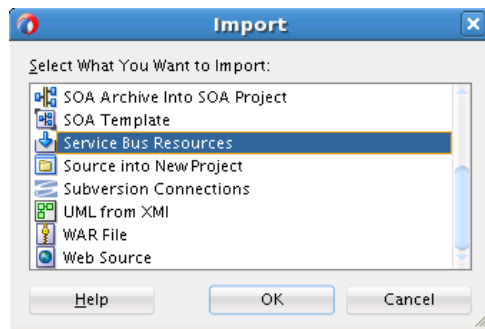 Import
Select What You Want to Import:
SOA Archive Into SOA Project
SOA Template
Service Bus Resources
Source into New Project
Subversion Connections
UML from XMI
WAR File
Web Source
Help
OK
Cancel